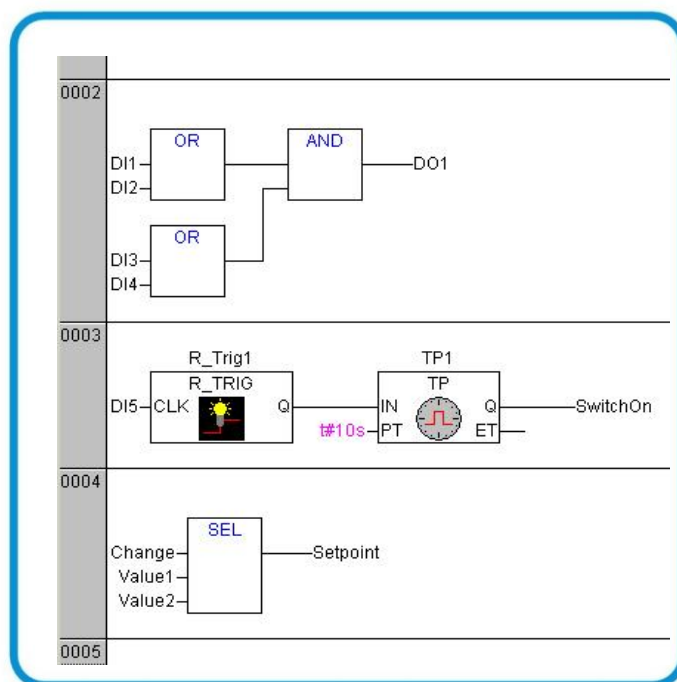 0002
OR AND
DI1 DO1
DI2
OR
DI3
DI4
0003
R_Trig1 TP1
R_TRIG TP
DI5 CLK Q IN Q SwitchOn
t#10s PT ET
0004
SEL
Change Setpoint
Value1
Value2
0005